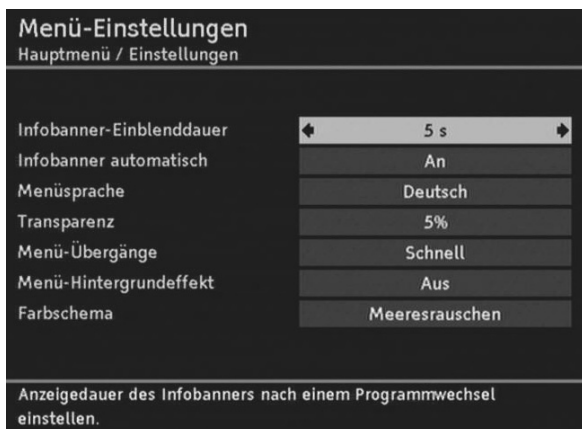 Menü-Einstellungen
Hauptmenü / Einstellungen
Infobanner-Einblenddauer 5 s
Infobanner automatisch An
Menüsprache Deutsch
Transparenz 5%
Menü-Übergänge Schnell
Menü-Hintergrundeffekt Aus
Farbschema Meeresrauschen
Anzeigedauer des Infobanners nach einem Programmwechsel
einstellen.